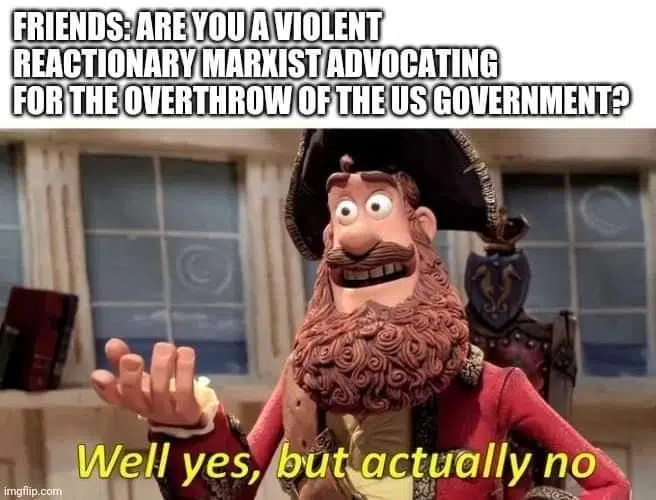 FRIENDS: ARE YOU A VIOLENT
REACTIONARY MARXIST ADVOCATING
FOR THE OVERTHROW OF THE US GOVERNMENT?
Well yes, but actually no
imgflip.com